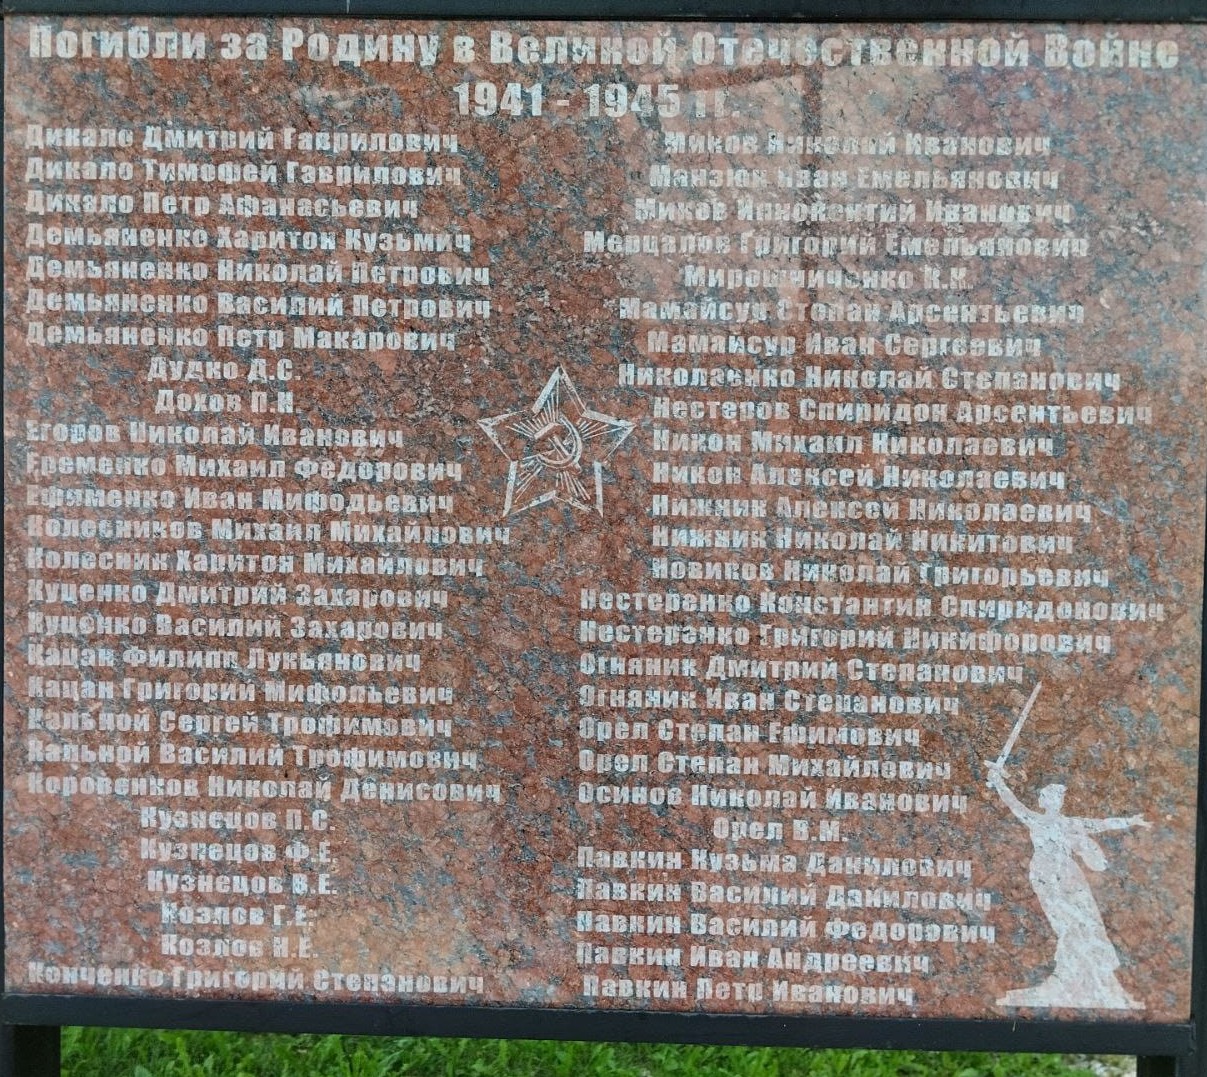 Погибли за Родину в Великой Отечественной Войне
1941 - 1945 гг.
Дикало Дмитрий Гаврилович
Дикало Тимофей Гаврилович
Дикало Петр Афанасьевич
Демьяненко Харитон Кузьмич
Демьяненко Николай Петрович
Демьяненко Василий Петрович
Демьяненко Петр Макарович
Дудко Д.С.
Дохов П.И.
Егоров Николай Иванович
Еременко Михаил Федорович
Ефименко Иван Мифодьевич
Колесников Михаил Михайлович
Колесник Харитон Михайлович
Куценко Дмитрий Захарович
Куценко Василий Захарович
Кацан Филипп Лукьянович
Кацан Григорий Мифольевич
Кальной Сергей Трофимович
Кальной Василий Трофимович
Коровенков Николай Денисович
Кузнецов П.С.
Кузнецов Ф.Е.
Кузнецов В.Е.
Козлов Г.Е.
Козлов Н.Е.
Конченко Григорий Степанович
Миков Николай Иванович
Манзюк Иван Емельянович
Миков Иннокентий Иванович
Мерцалов Григорий Емельянович
Мирошниченко К.К.
Мамайсур Степан Арсентьевич
Мамайсур Иван Сергеевич
Николаенко Николай Степанович
Нестеров Спиридон Арсентьевич
Никон Михаил Николаевич
Никон Алексей Николаевич
Нижник Алексей Николаевич
Нижник Николай Никитович
Новиков Николай Григорьевич
Нестеренко Константин Спиридонович
Нестеренко Григорий Никифорович
Огняник Дмитрий Степанович
Огняник Иван Степанович
Орел Степан Ефимович
Орел Степан Михайлович
Осинов Николай Иванович
Орел В.М.
Павкин Кузьма Данилович
Павкин Василий Данилович
Павкин Василий Федорович
Павкин Иван Андреевич
Павкин Петр Иванович